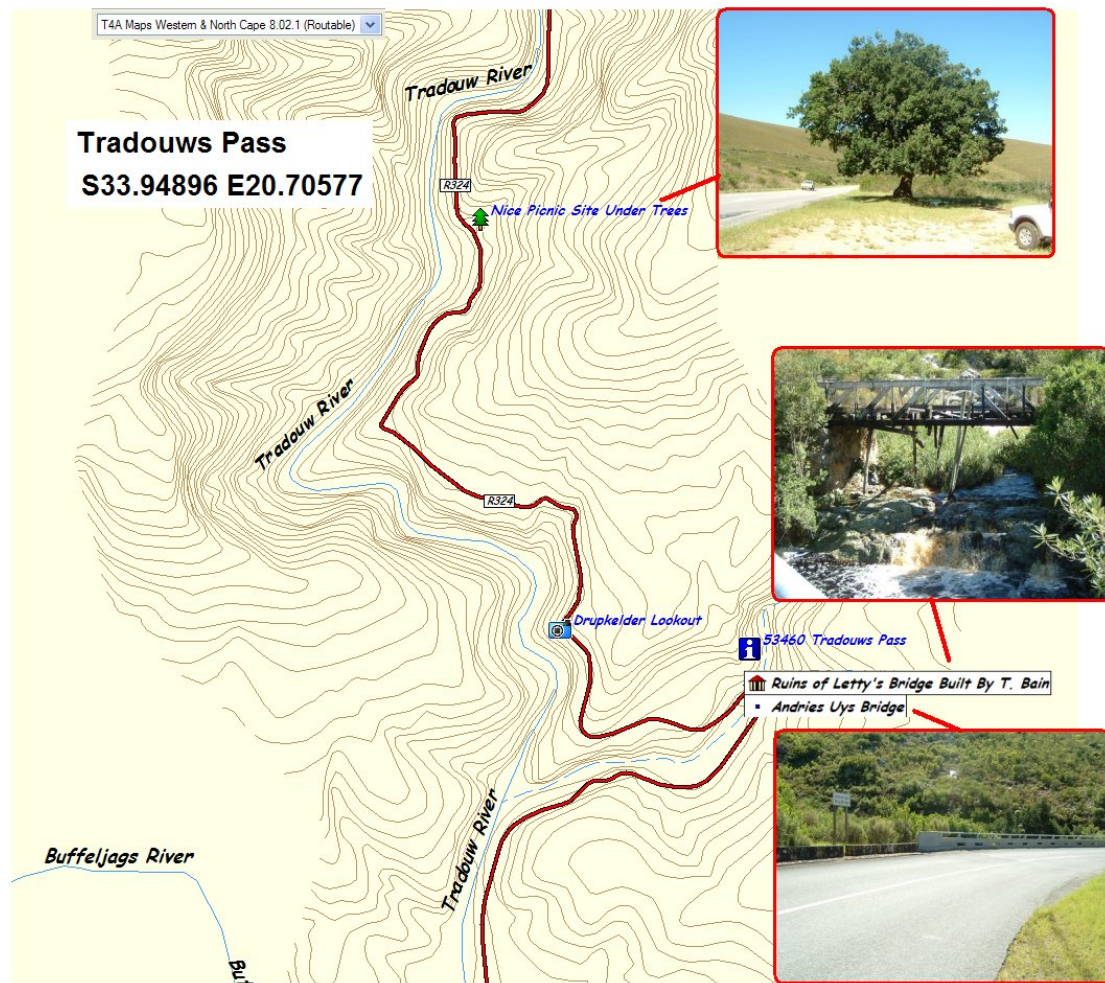 T4A Maps Western & North Cape 8.02.1 (Routable)
Tradouw River
Tradouws Pass
S33.94896 E20.70577
R324
Nice Picnic Site Under Trees
Tradouw River
R324
Drupkelder Lookout
53460 Tradouws Pass
Ruins of Letty's Bridge Built By T. Bain
Andries Uys Bridge
Tradouw River
Buffeljags River